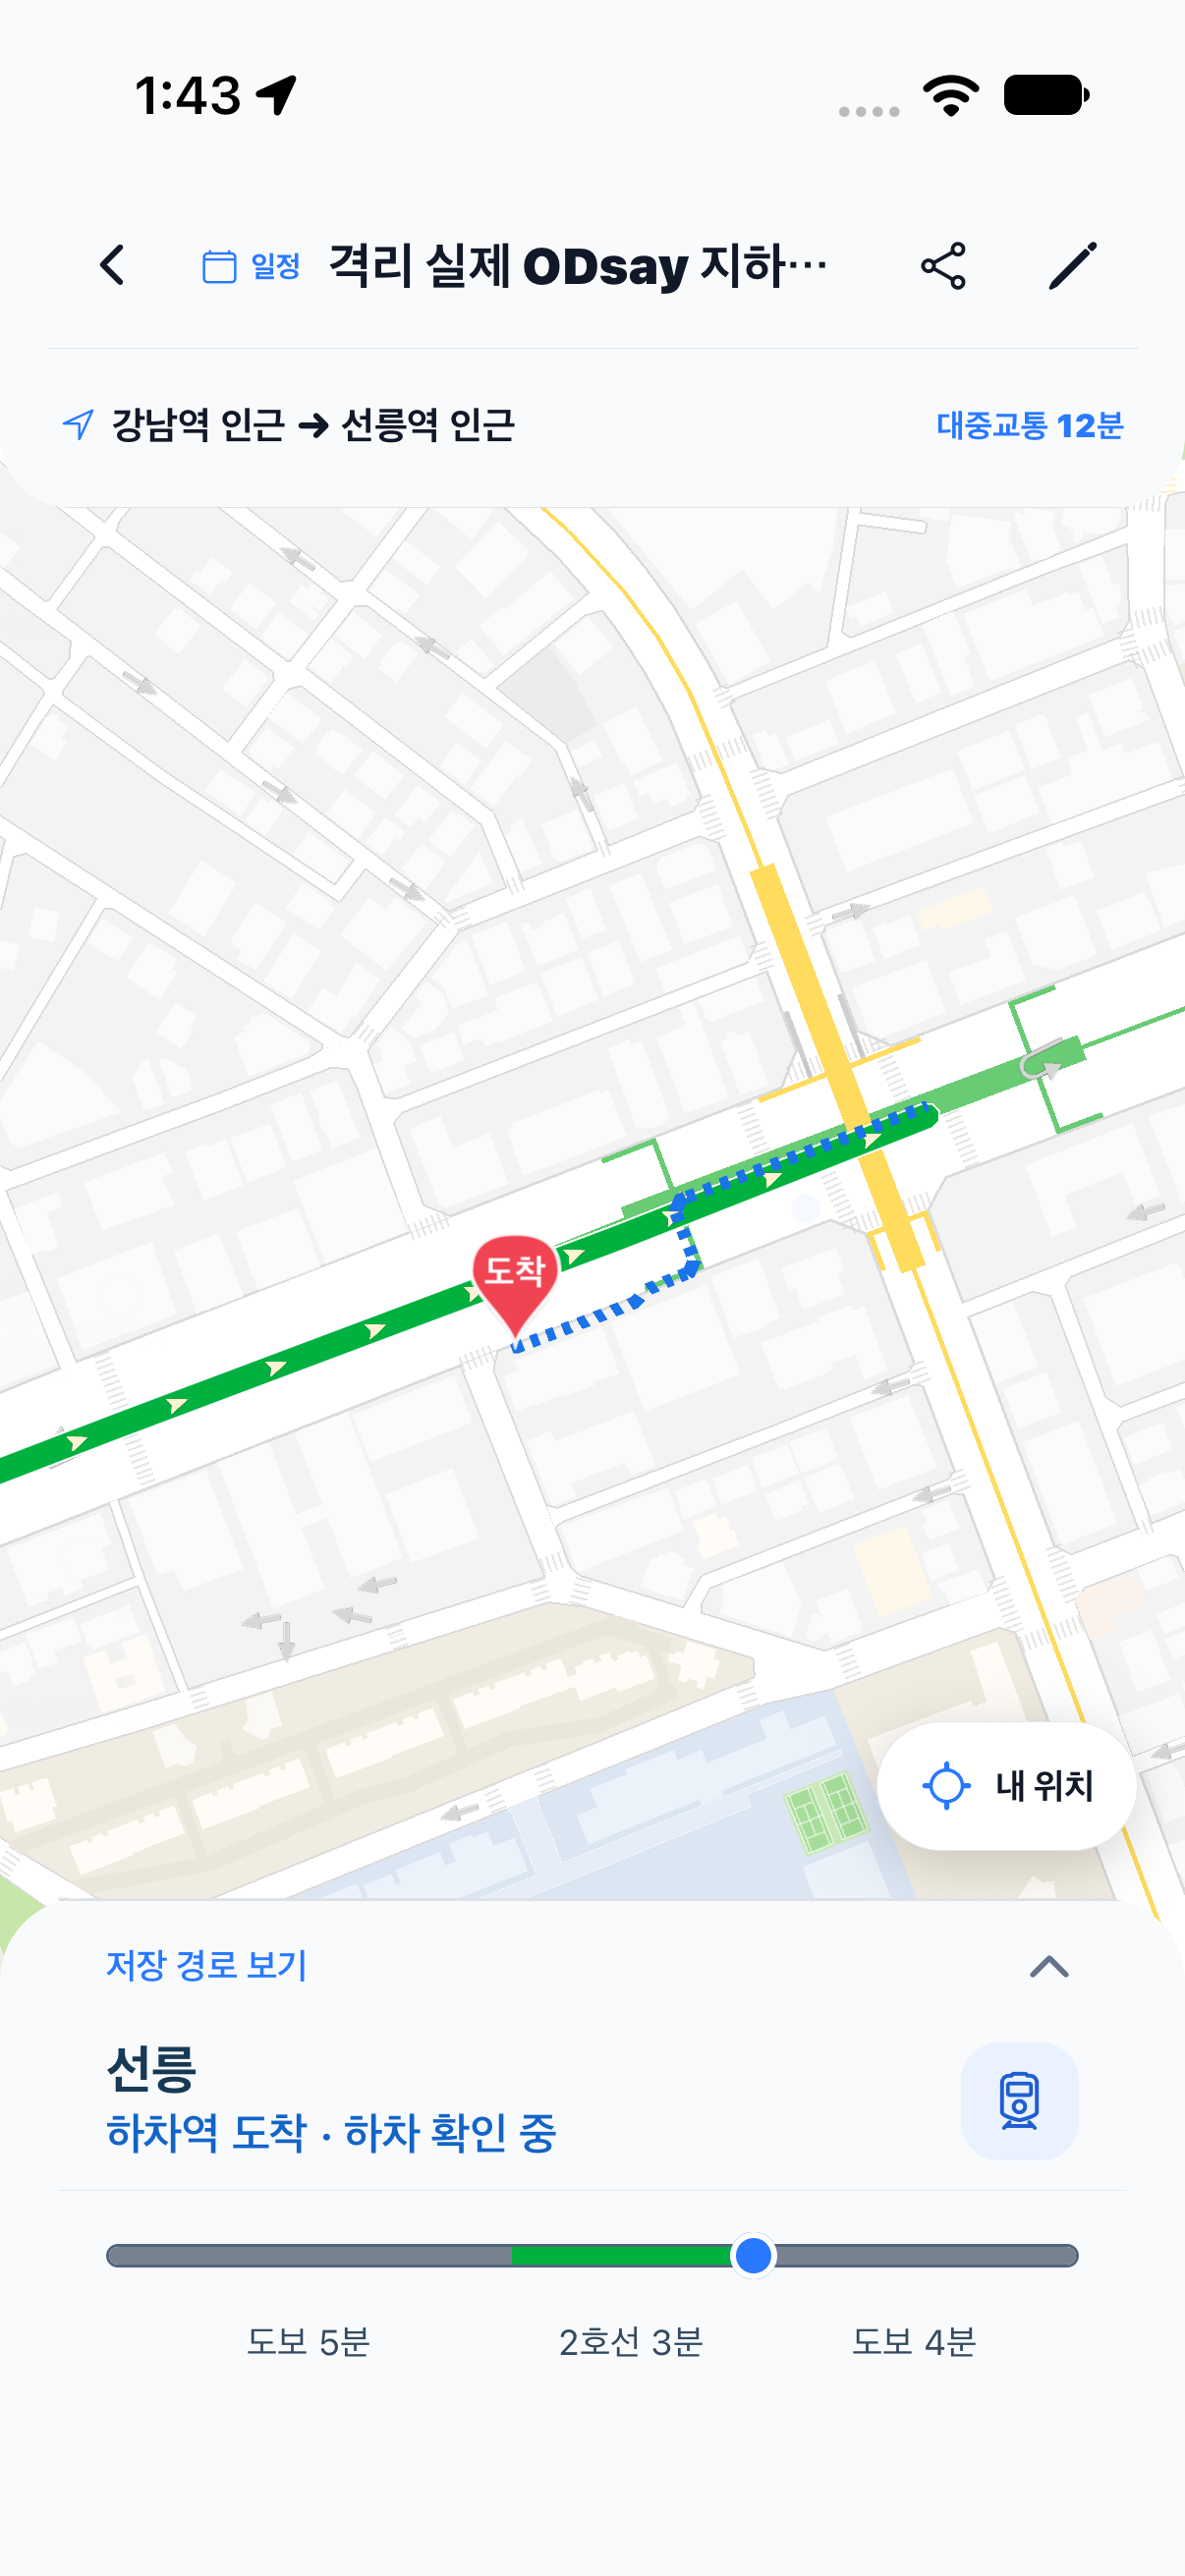 1:43
일정 격리 실제 ODsay 지하…
강남역 인근 → 선릉역 인근
대중교통 12분
도착
내 위치
저장 경로 보기
선릉
하차역 도착 · 하차 확인 중
도보 5분
2호선 3분
도보 4분